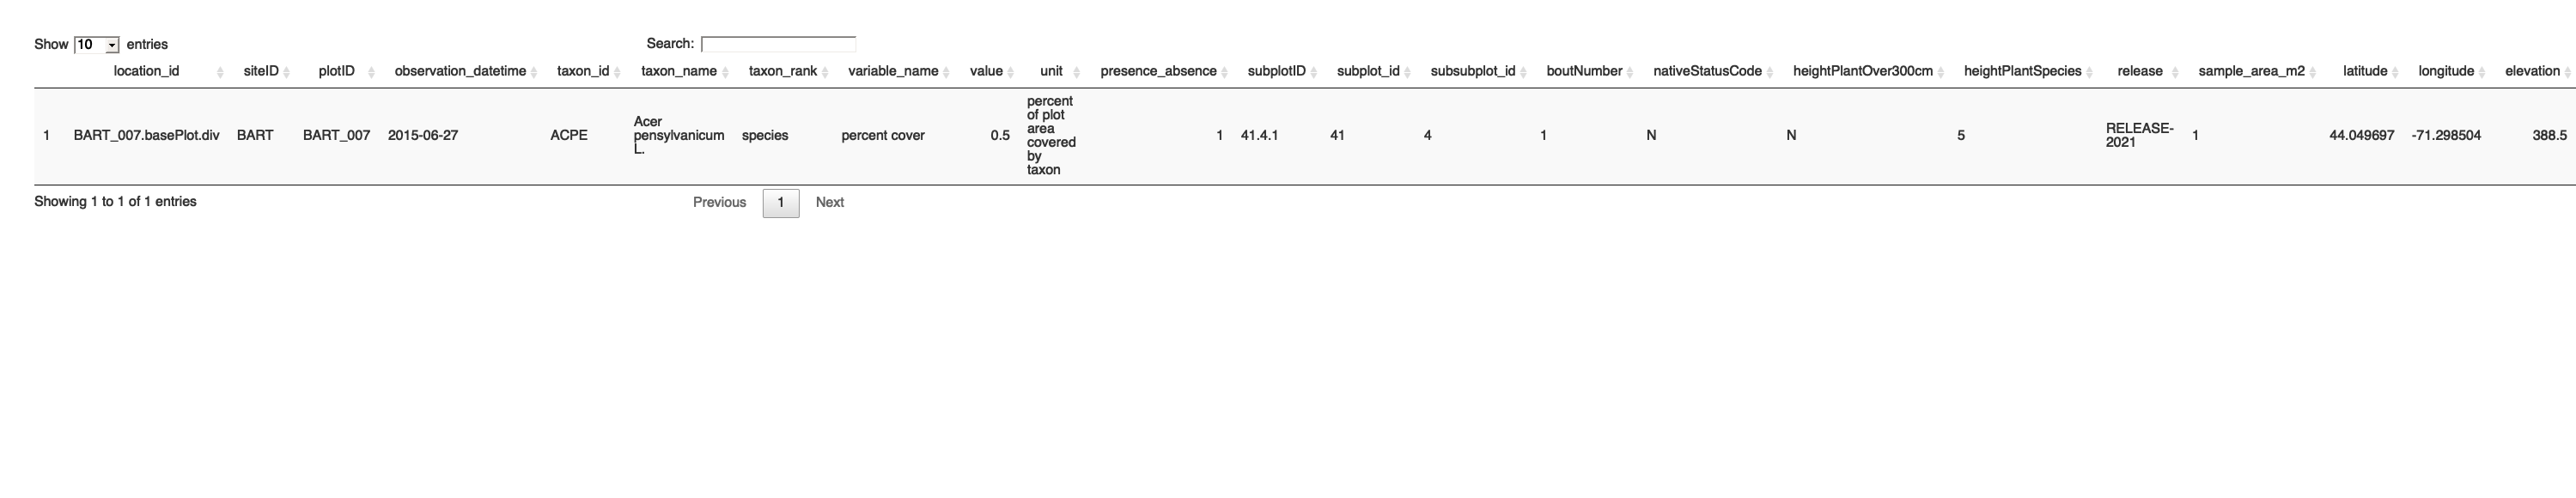 Show 10 entries Search:
location_id siteID plotID observation_datetime taxon_id taxon_name taxon_rank variable_name value unit presence_absence subplotID subplot_id subsubplot_id boutNumber nativeStatusCode heightPlantOver300cm heightPlantSpecies release sample_area_m2 latitude longitude elevation
1 BART_007.basePlot.div BART BART_007 2015-06-27 ACPE
Acer
pensylvanicum
L.
species percent cover 0.5
percent
of plot
area
covered
by
taxon
1 41.4.1 41 4 1 N N 5
RELEASE-
2021
1 44.049697 -71.298504 388.5
Showing 1 to 1 of 1 entries Previous 1 Next